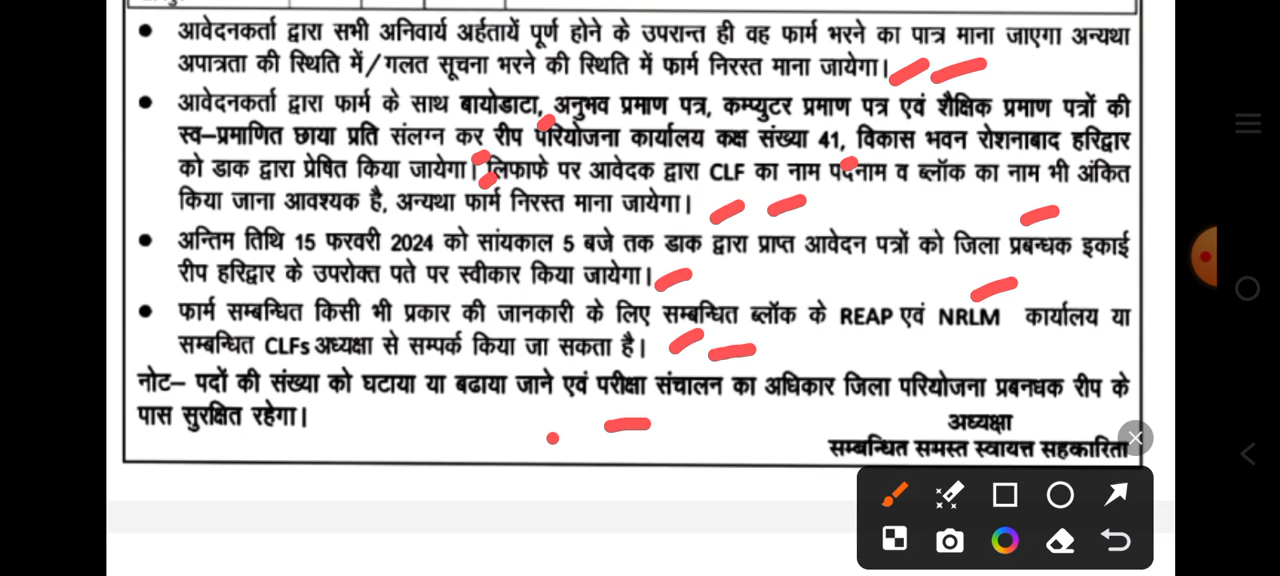 ● आवेदनकर्ता द्वारा सभी अनिवार्य अर्हतायें पूर्ण होने के उपरान्त ही वह फार्म भरने का पात्र माना जाएगा अन्यथा
अपात्रता की स्थिति में/गलत सूचना भरने की स्थिति में फार्म निरस्त माना जायेगा।
● आवेदनकर्ता द्वारा फार्म के साथ बायोडाटा, अनुभव प्रमाण पत्र, कम्प्युटर प्रमाण पत्र एवं शैक्षिक प्रमाण पत्रों की
स्व–प्रमाणित छाया प्रति संलग्न कर रीप परियोजना कार्यालय कक्ष संख्या 41, विकास भवन रोशनाबाद हरिद्वार
को डाक द्वारा प्रेषित किया जायेगा। लिफाफे पर आवेदक द्वारा CLF का नाम पदनाम व ब्लॉक का नाम भी अंकित
किया जाना आवश्यक है, अन्यथा फार्म निरस्त माना जायेगा।
● अन्तिम तिथि 15 फरवरी 2024 को सांयकाल 5 बजे तक डाक द्वारा प्राप्त आवेदन पत्रों को जिला प्रबन्धक इकाई
रीप हरिद्वार के उपरोक्त पते पर स्वीकार किया जायेगा।
● फार्म सम्बन्धित किसी भी प्रकार की जानकारी के लिए सम्बन्धित ब्लॉक के REAP एवं NRLM कार्यालय या
सम्बन्धित CLFs अध्यक्षा से सम्पर्क किया जा सकता है।
नोट– पदों की संख्या को घटाया या बढाया जाने एवं परीक्षा संचालन का अधिकार जिला परियोजना प्रबनधक रीप के
पास सुरक्षित रहेगा।
अध्यक्षा
सम्बन्धित समस्त स्वायत्त सहकारिता